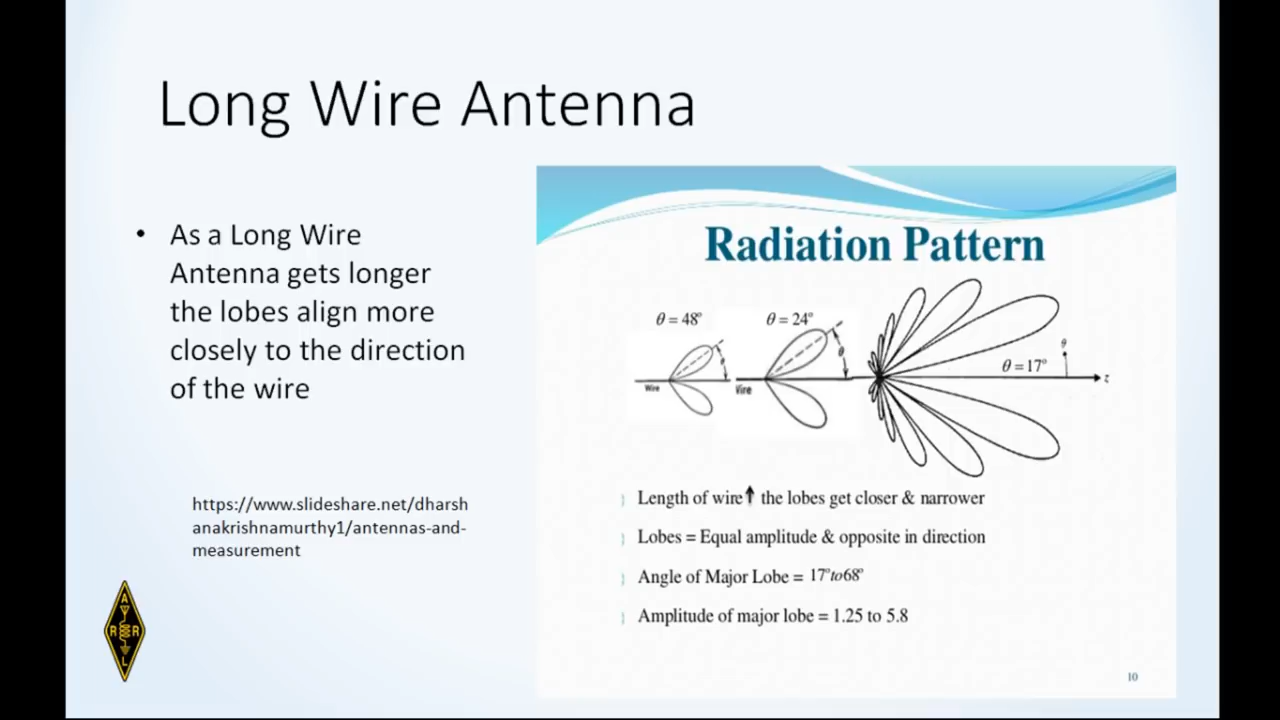 Long Wire Antenna
• As a Long Wire
Antenna gets longer
the lobes align more
closely to the direction
of the wire
https://www.slideshare.net/dharsh
anakrishnamurthy1/antennas-and-
measurement
A
R R
L
Radiation Pattern
θ = 48°
θ = 24°
θ
θ
θ
θ = 17°
z
Wire
Wire
Length of wire↑ the lobes get closer & narrower
Lobes = Equal amplitude & opposite in direction
Angle of Major Lobe = 17°to68°
Amplitude of major lobe = 1.25 to 5.8
10